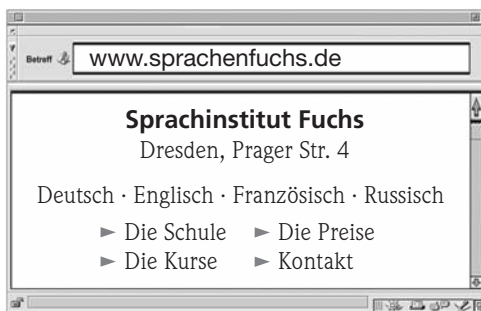 Betreff www.sprachenfuchs.de
Sprachinstitut Fuchs
Dresden, Prager Str. 4
Deutsch · Englisch · Französisch · Russisch
► Die Schule ► Die Preise
► Die Kurse ► Kontakt